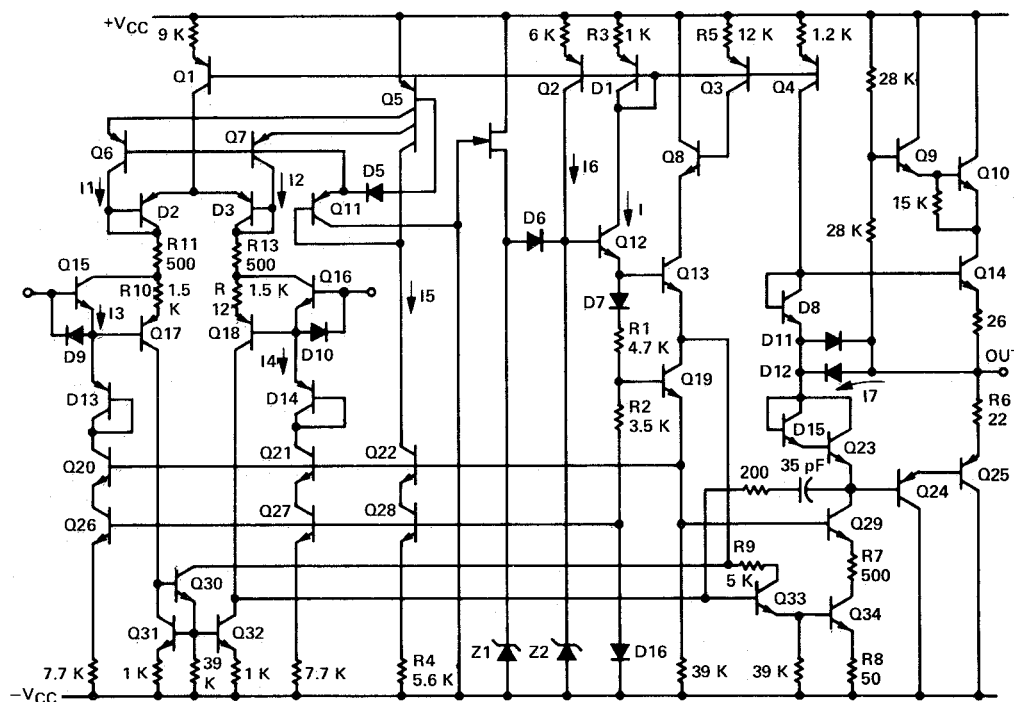 +VCC
9 K
6 K
R3
1 K
R5
12 K
1.2 K
Q1
Q5
Q2
D1
Q3
Q4
28 K
Q6
Q7
Q8
Q9
Q10
I1
I2
D5
I6
15 K
D2
D3
Q11
D6
I
Q12
28 K
R11
500
R13
500
Q15
Q16
Q13
Q14
R10
1.5
K
R
12
1.5 K
I5
D7
D8
26
I3
Q17
Q18
R1
4.7 K
D11
D9
D10
OUT
I4
Q19
D12
I7
D13
D14
R2
3.5 K
R6
22
D15
Q23
Q20
Q21
Q22
200
35 pF
Q24
Q25
Q26
Q27
Q28
Q29
R9
5 K
R7
500
Q30
Q33
Q34
Q31
Q32
7.7 K
1 K
39
K
1 K
7.7 K
R4
5.6 K
Z1
Z2
D16
39 K
39 K
R8
50
-VCC